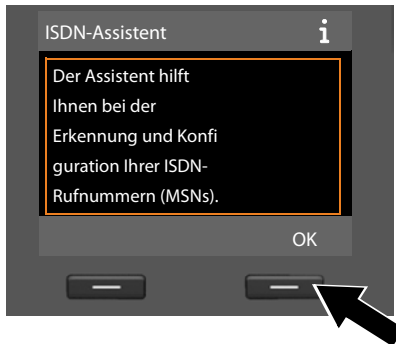 ISDN-Assistent i
Der Assistent hilft
Ihnen bei der
Erkennung und Konfi
guration Ihrer ISDN-
Rufnummern (MSNs).
OK